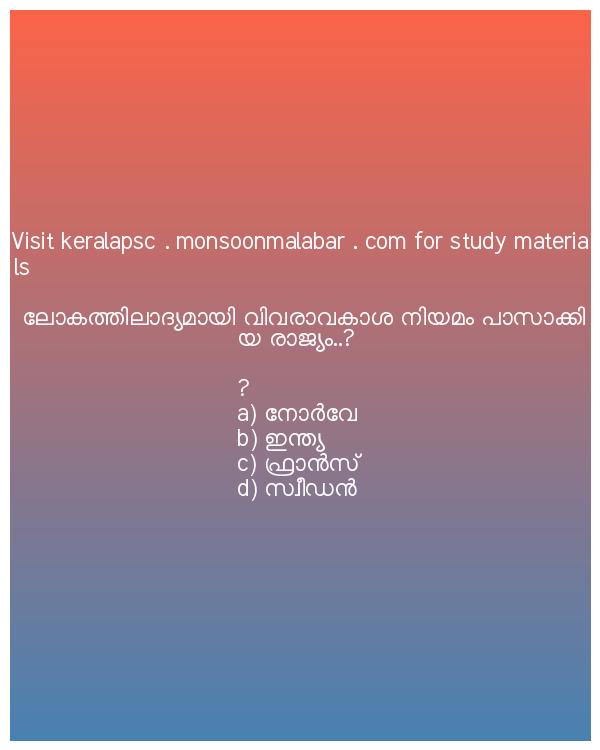 Visit keralapsc . monsoonmalabar . com for study materia
ls
ലോകത്തിലാദ്യമായി വിവരാവകാശ നിയമം പാസാക്കി
യ രാജ്യം..?
?
a) നോർവേ
b) ഇന്ത്യ
c) ഫ്രാൻസ്
d) സ്വീഡൻ